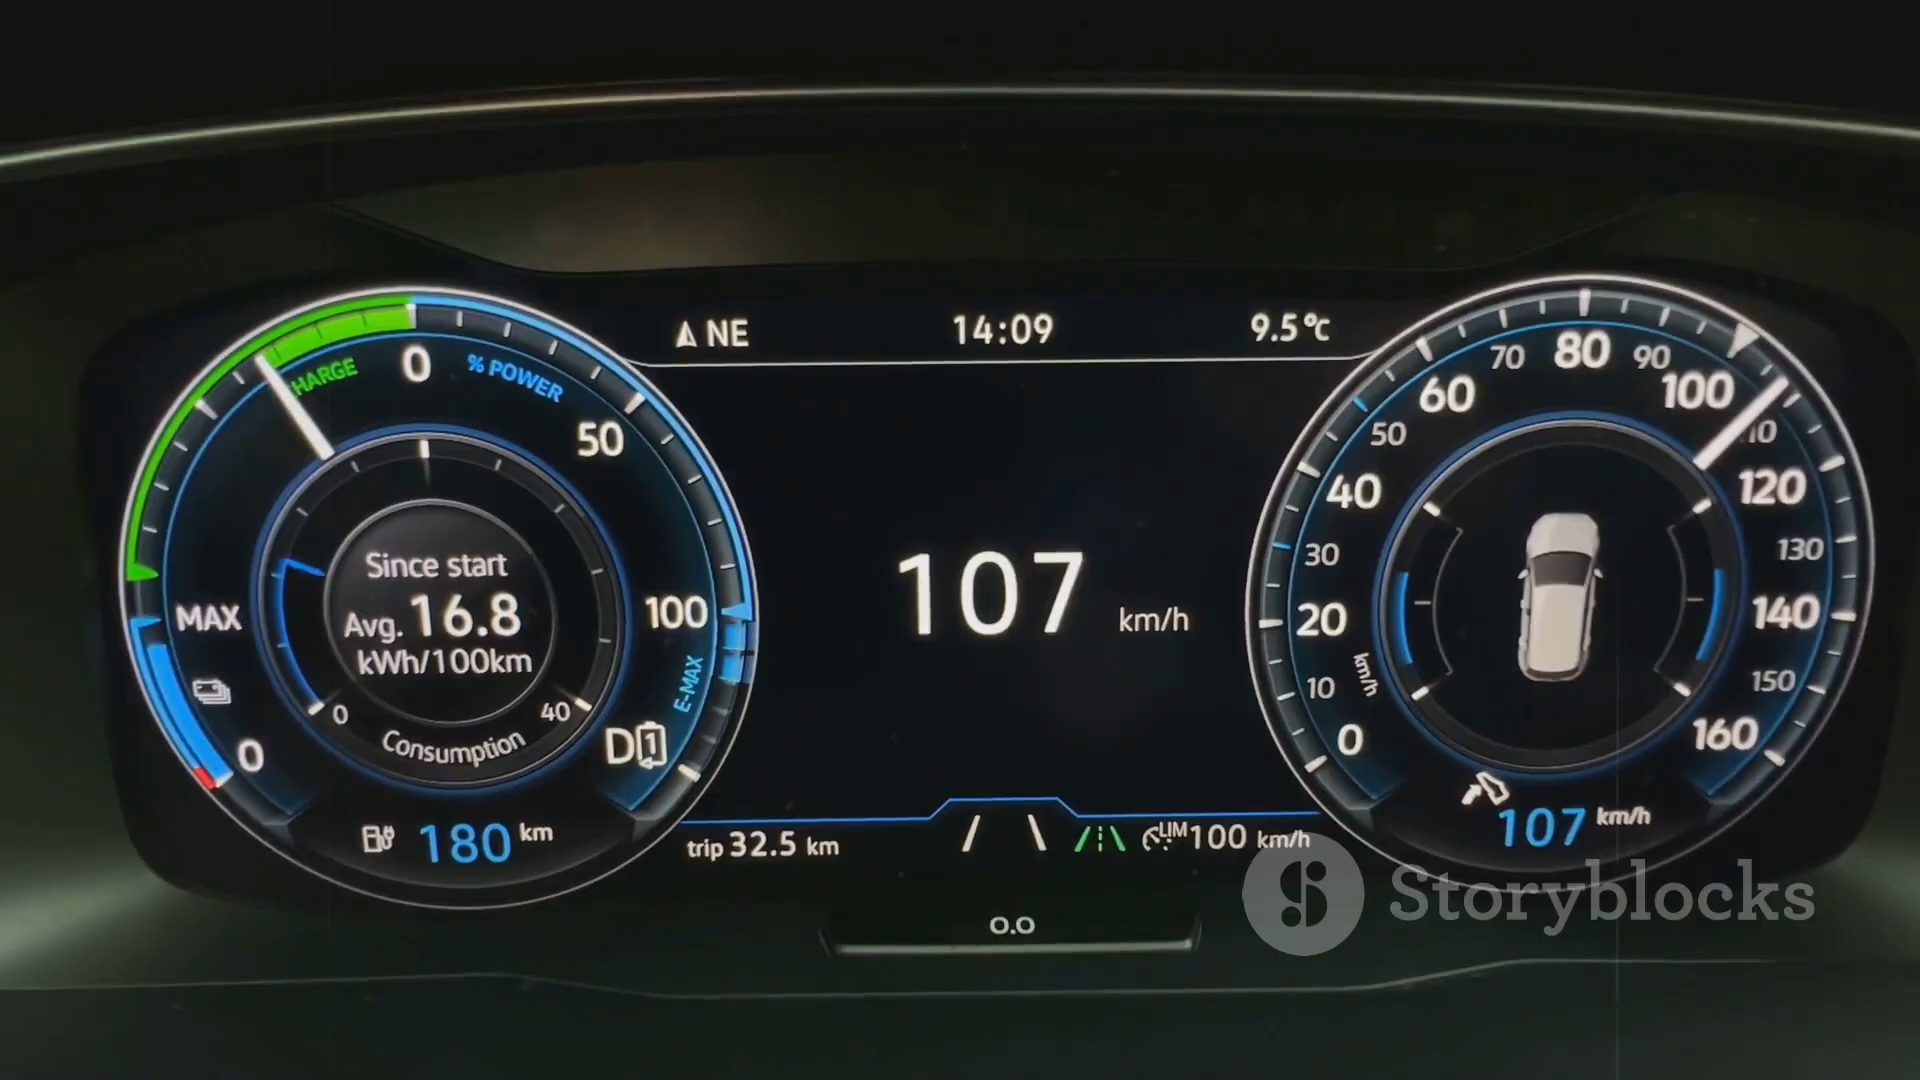 NE
14:09
9.5°C
CHARGE
0
% POWER
50
100
E-MAX
MAX
0
Since start
Avg. 16.8
kWh/100km
0
40
Consumption
D
1
180 km
107 km/h
trip 32.5 km
LIM 100 km/h
0.0
0
10
20
30
40
50
60
70
80
90
100
110
120
130
140
150
160
km/h
107 km/h
Storyblocks